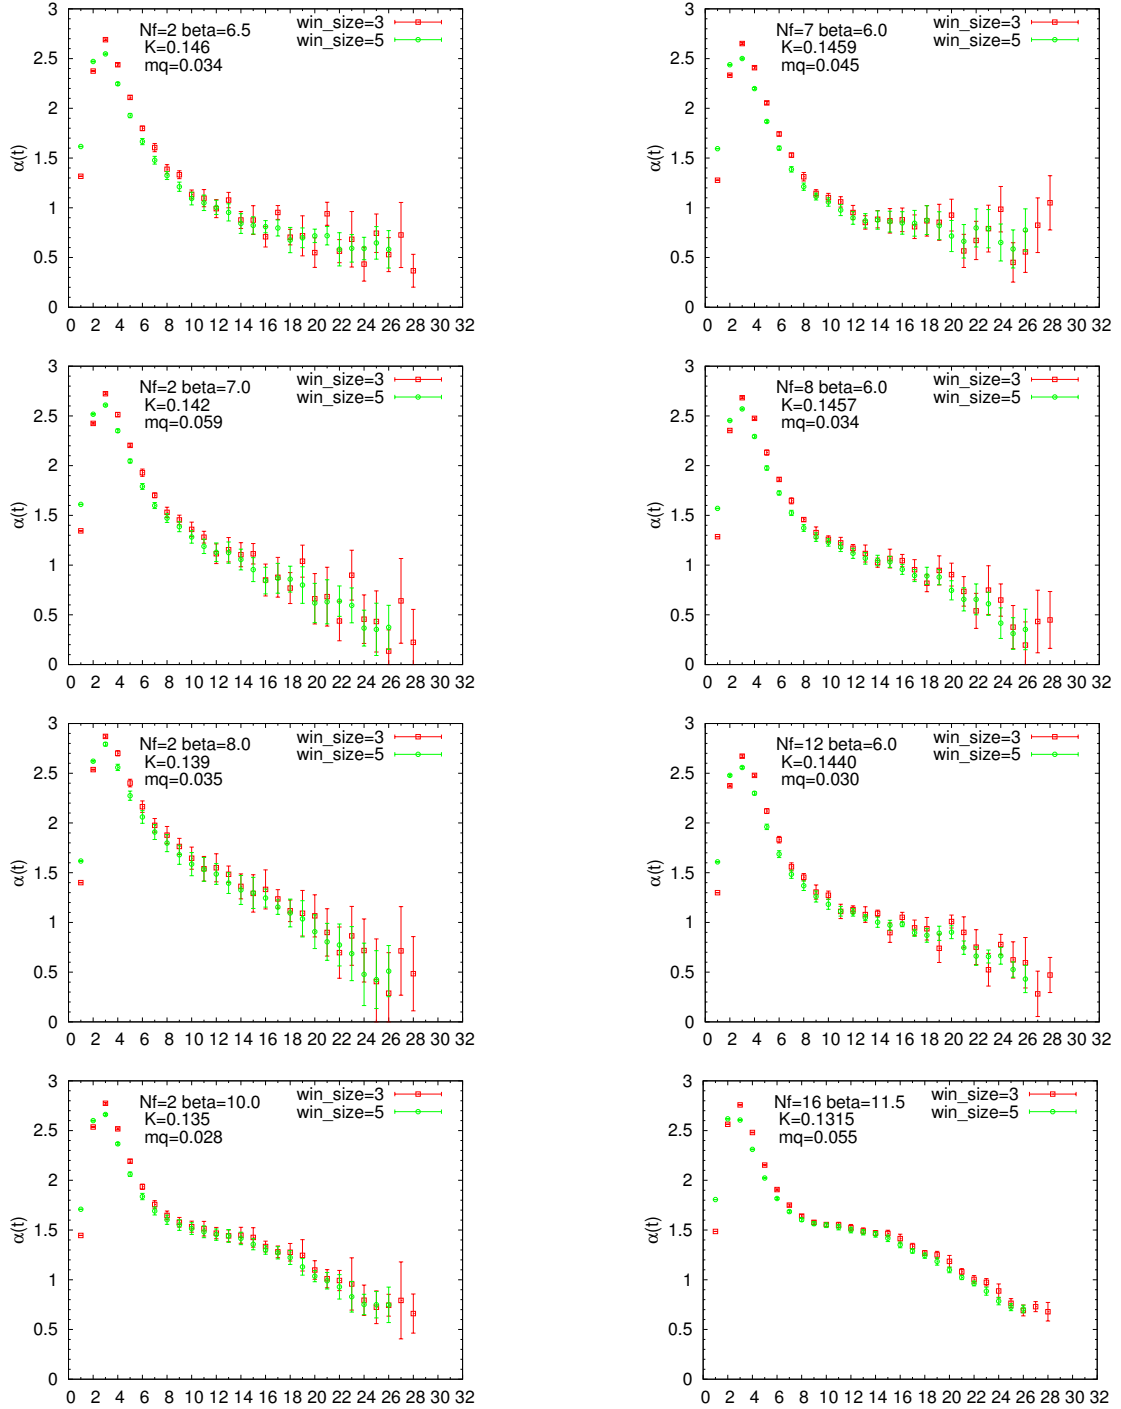 3
2.5
2
1.5
1
0.5
0
α(t)
Nf=2 beta=6.5
K=0.146
mq=0.034
win_size=3
win_size=5
0 2 4 6 8 10 12 14 16 18 20 22 24 26 28 30 32
3
2.5
2
1.5
1
0.5
0
α(t)
Nf=7 beta=6.0
K=0.1459
mq=0.045
win_size=3
win_size=5
0 2 4 6 8 10 12 14 16 18 20 22 24 26 28 30 32
3
2.5
2
1.5
1
0.5
0
α(t)
Nf=2 beta=7.0
K=0.142
mq=0.059
win_size=3
win_size=5
0 2 4 6 8 10 12 14 16 18 20 22 24 26 28 30 32
3
2.5
2
1.5
1
0.5
0
α(t)
Nf=8 beta=6.0
K=0.1457
mq=0.034
win_size=3
win_size=5
0 2 4 6 8 10 12 14 16 18 20 22 24 26 28 30 32
3
2.5
2
1.5
1
0.5
0
α(t)
Nf=2 beta=8.0
K=0.139
mq=0.035
win_size=3
win_size=5
0 2 4 6 8 10 12 14 16 18 20 22 24 26 28 30 32
3
2.5
2
1.5
1
0.5
0
α(t)
Nf=12 beta=6.0
K=0.1440
mq=0.030
win_size=3
win_size=5
0 2 4 6 8 10 12 14 16 18 20 22 24 26 28 30 32
3
2.5
2
1.5
1
0.5
0
α(t)
Nf=2 beta=10.0
K=0.135
mq=0.028
win_size=3
win_size=5
0 2 4 6 8 10 12 14 16 18 20 22 24 26 28 30 32
3
2.5
2
1.5
1
0.5
0
α(t)
Nf=16 beta=11.5
K=0.1315
mq=0.055
win_size=3
win_size=5
0 2 4 6 8 10 12 14 16 18 20 22 24 26 28 30 32